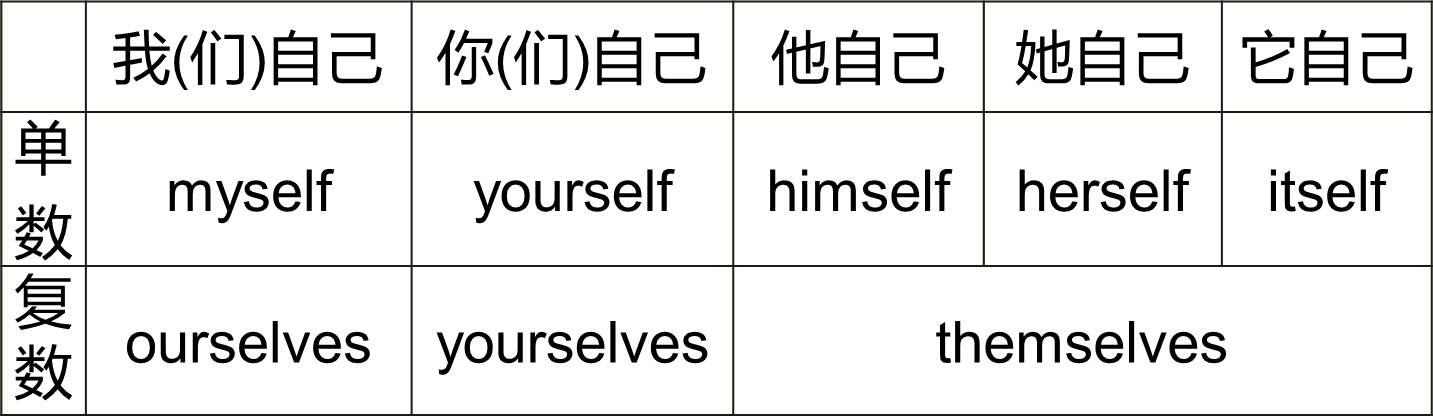 我(们)自己 你(们)自己 他自己 她自己 它自己
单数 myself yourself himself herself itself
复数 ourselves yourselves themselves